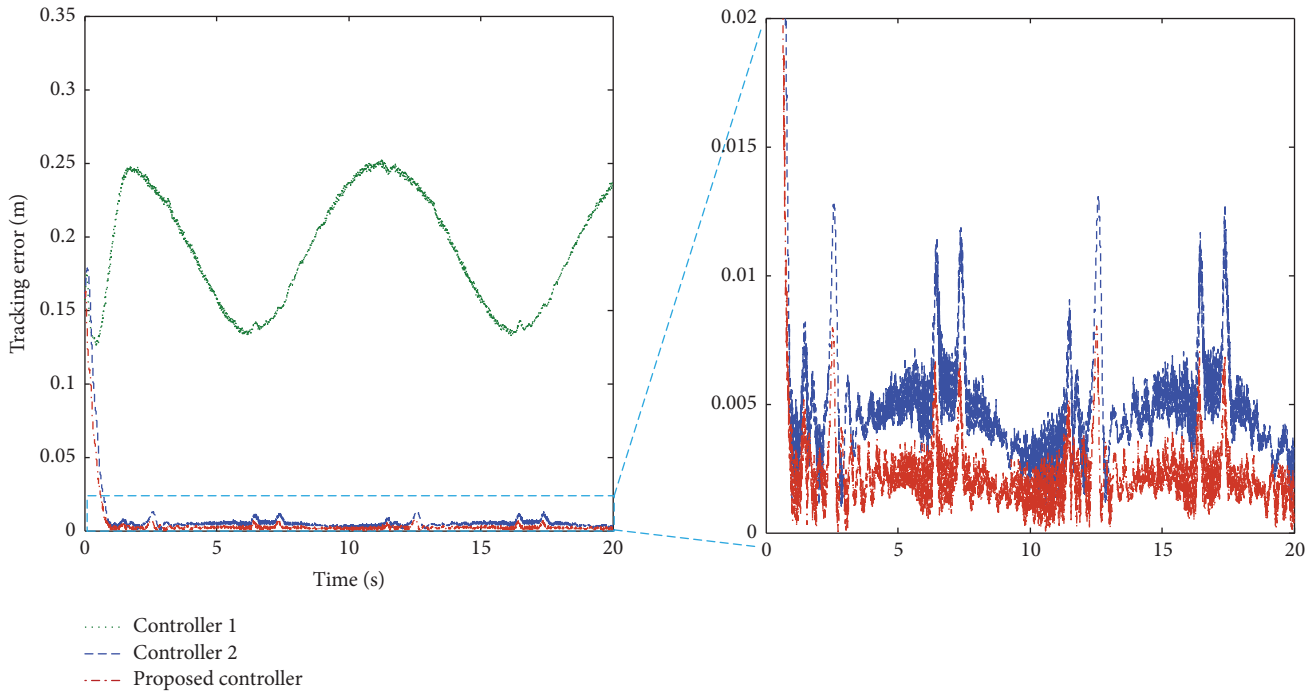 0.35
0.3
0.25
0.2
0.15
0.1
0.05
0
Tracking error (m)
0 5 10 15 20
Time (s)
Controller 1
Controller 2
Proposed controller
0.02
0.015
0.01
0.005
0
0 5 10 15 20